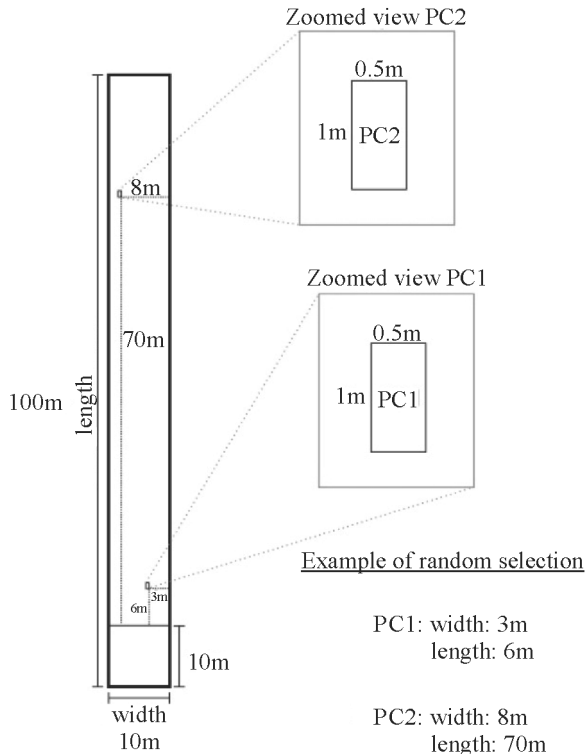 Zoomed view PC2
0.5m
1m
PC2
8m
70m
Zoomed view PC1
0.5m
1m
PC1
100m
length
3m
6m
10m
width
10m
Example of random selection
PC1: width: 3m
length: 6m
PC2: width: 8m
length: 70m